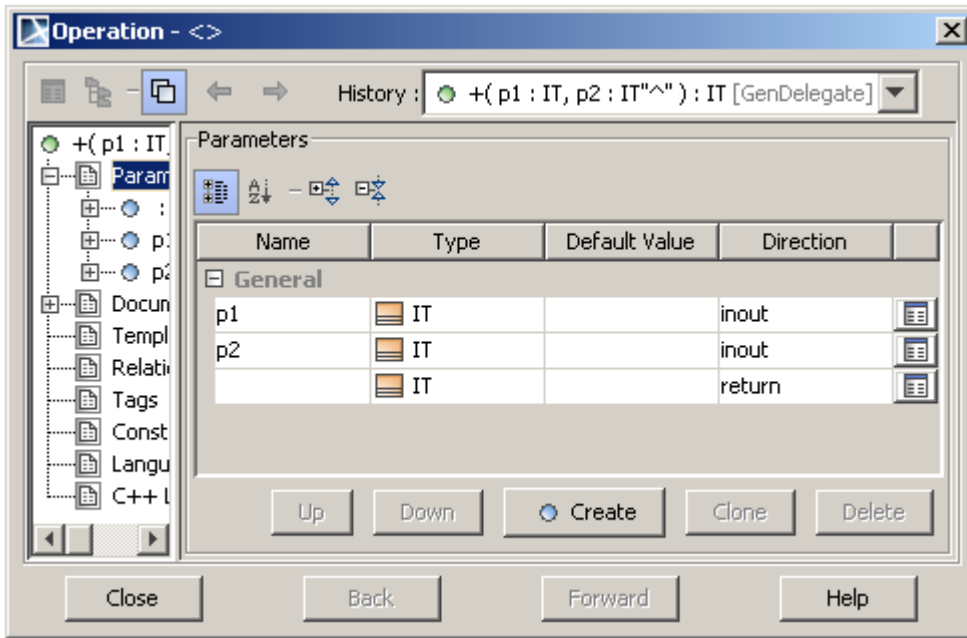 Operation - <>
History : +( p1 : IT, p2 : IT"^" ) : IT [GenDelegate]
+( p1 : IT,
Param
:
p1
p2
Docum
Templ
Relati
Tags
Const
Langu
C++ L
Parameters
Name Type Default Value Direction
General
p1 IT inout
p2 IT inout
IT return
Up Down Create Clone Delete
Close Back Forward Help